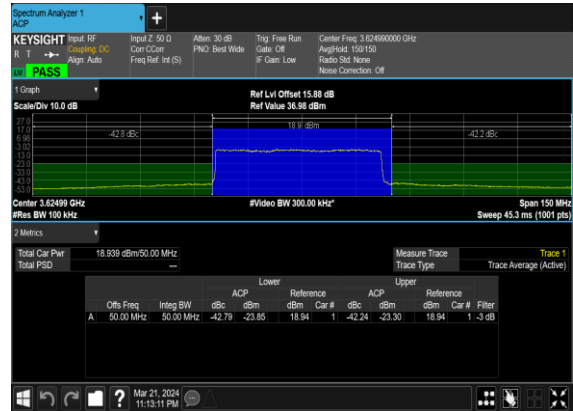 Spectrum Analyzer 1
ACP
+
KEYSIGHT Input: RF Input Z: 50 Ω Atten: 30 dB Trig: Free Run Center Freq: 3.624990000 GHz
R T Coupling: DC Corr CCorr PNO: Best Wide Gate: Off Avg|Hold: 150/150
Align: Auto Freq Ref: Int (S) IF Gain: Low Radio Std: None
LW PASS Noise Correction: Off
1 Graph
Ref Lvl Offset 15.88 dB
Scale/Div 10.0 dB Ref Value 36.98 dBm
27.0
17.0 18.9 dBm
6.98 -42.8 dBc -42.2 dBc
-3.02
-13.0
-23.0
-33.0
-43.0
-53.0
Center 3.62499 GHz #Video BW 300.00 kHz* Span 150 MHz
#Res BW 100 kHz Sweep 45.3 ms (1001 pts)
2 Metrics
Total Car Pwr 18.939 dBm/50.00 MHz Measure Trace Trace 1
Total PSD --- Trace Type Trace Average (Active)
Lower Upper
ACP Reference ACP Reference
Offs Freq Integ BW dBc dBm dBm Car # dBc dBm dBm Car # Filter
A 50.00 MHz 50.00 MHz -42.79 -23.85 18.94 1 -42.24 -23.30 18.94 1 -3 dB
? Mar 21, 2024
11:13:11 PM